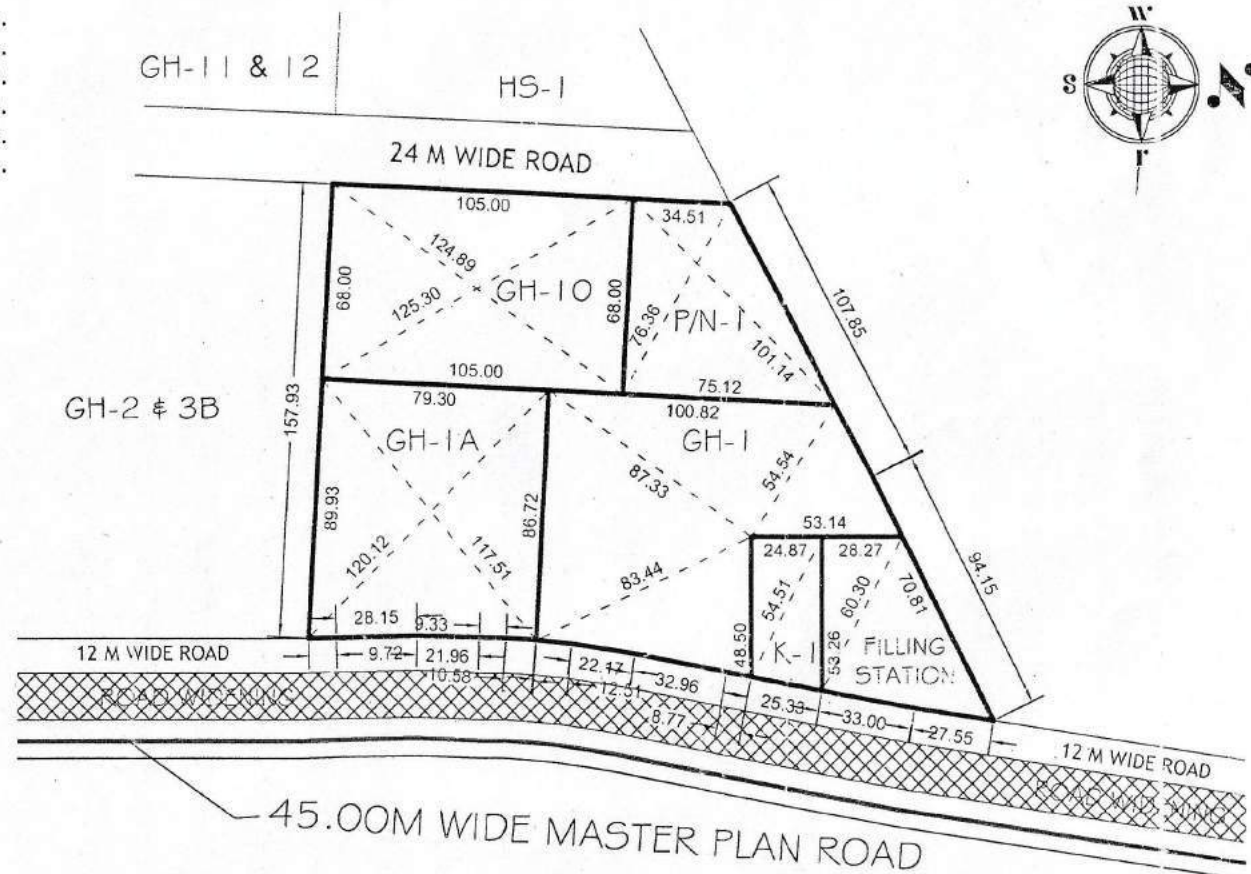 W
S
N
GH-11 & 12
HS-1
24 M WIDE ROAD
105.00
34.51
124.89
68.00
125.30
GH-10
68.00
76.36
P/N-1
101.14
107.85
105.00
75.12
79.30
100.82
GH-2 & 3B
157.93
GH-1A
GH-1
89.93
86.72
87.33
54.54
120.12
117.51
83.44
53.14
24.87
28.27
94.15
54.51
60.30
70.81
48.50
K-1
53.26
FILLING
STATION
28.15
9.33
12 M WIDE ROAD
9.72
21.96
10.58
22.17
12.51
32.96
8.77
25.33
33.00
27.55
12 M WIDE ROAD
ROAD WIDENING
45.00M WIDE MASTER PLAN ROAD